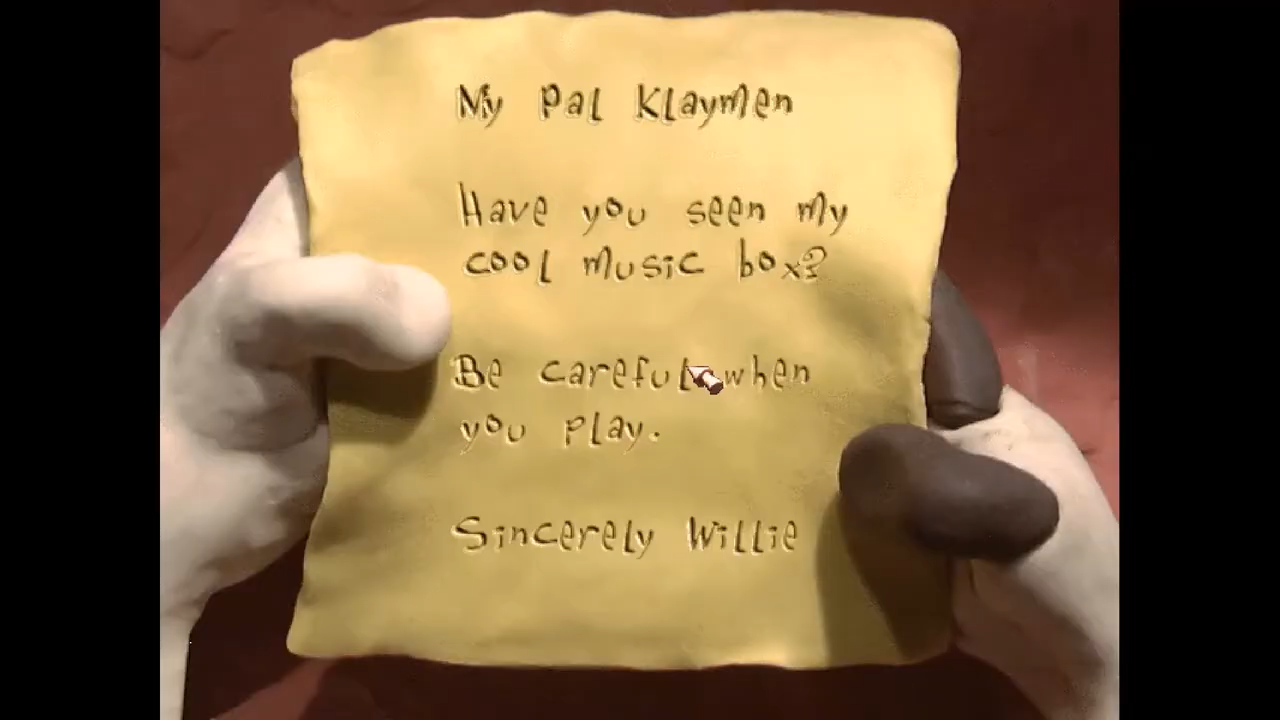 My Pal Klaymen
Have you seen my
cool music box?
Be careful when
you play.
Sincerely Willie